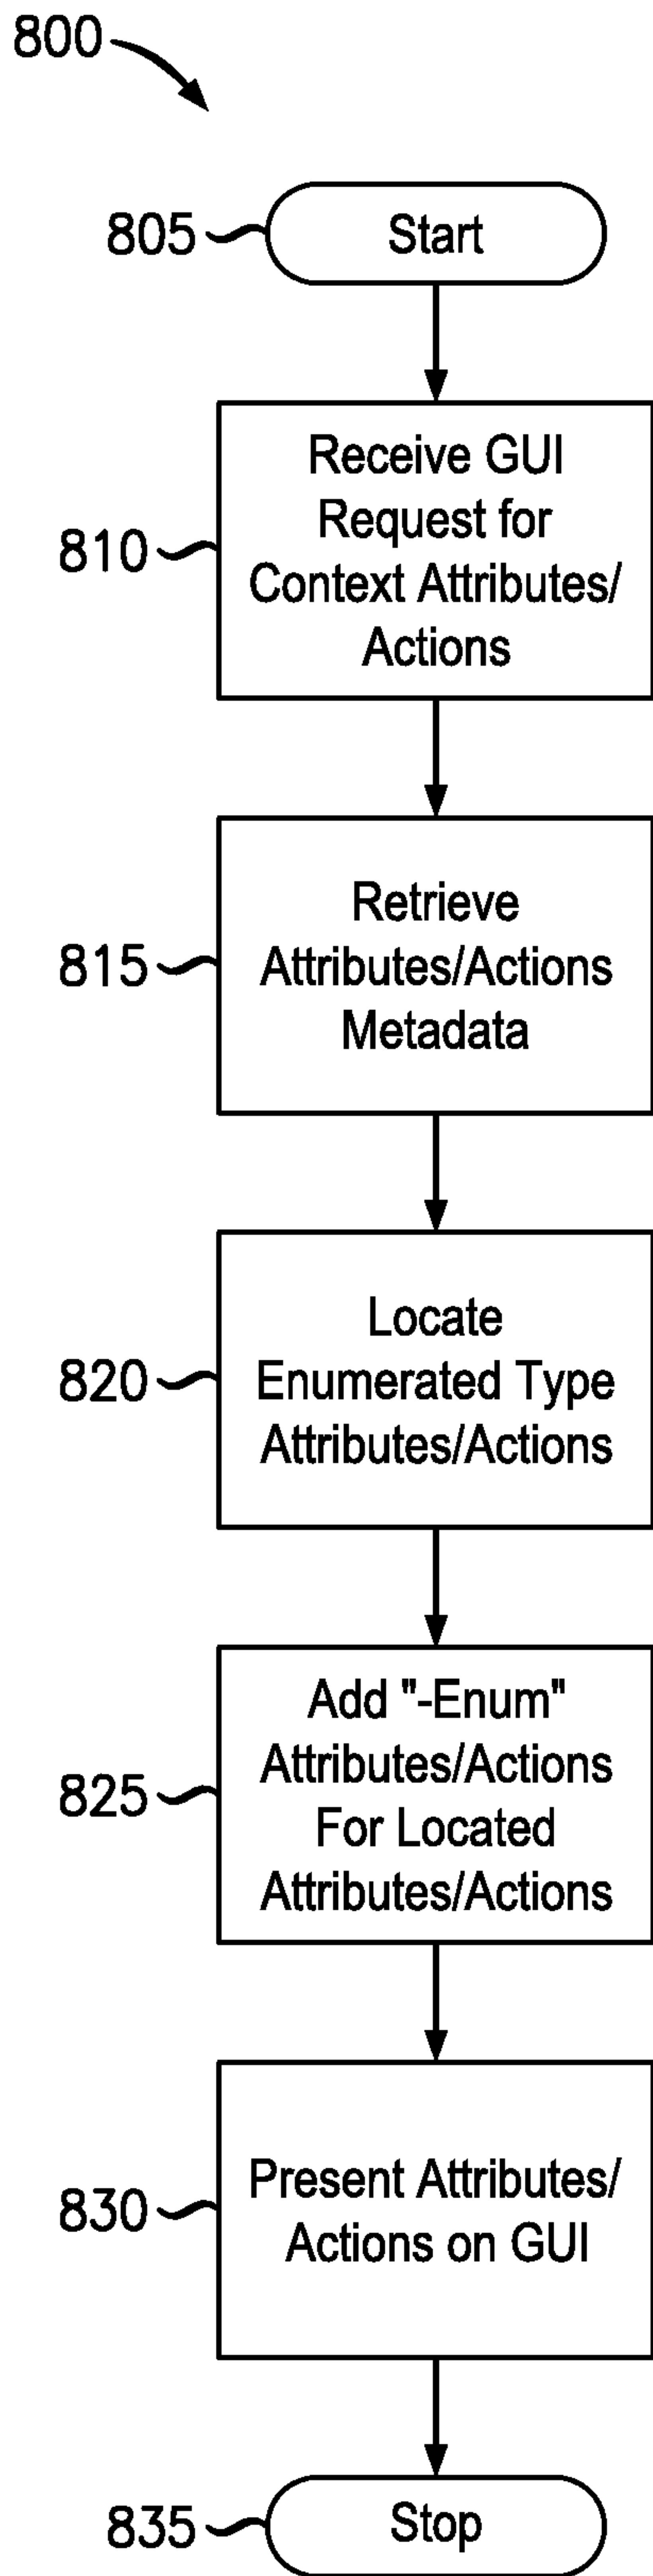 800
805
Start
810
Receive GUI
Request for
Context Attributes/
Actions
815
Retrieve
Attributes/Actions
Metadata
820
Locate
Enumerated Type
Attributes/Actions
825
Add "-Enum"
Attributes/Actions
For Located
Attributes/Actions
830
Present Attributes/
Actions on GUI
835
Stop